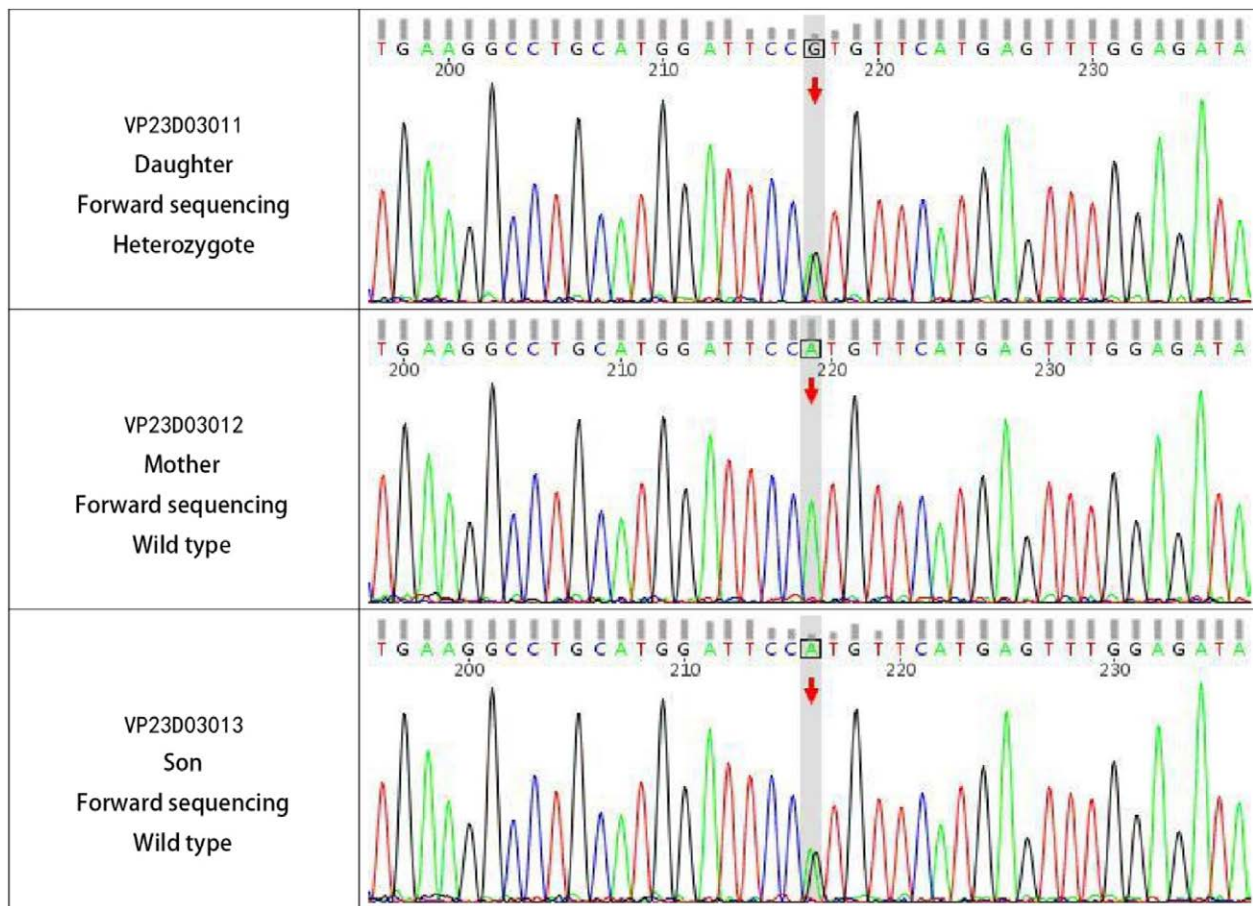 T G A A G G C C T G C A T G G A T T C C G T G T T C A T G A G T T T G G A G A T A
200 210 220 230
VP23D03011
Daughter
Forward sequencing
Heterozygote
T G A A G G C C T G C A T G G A T T C C A T G T T C A T G A G T T T G G A G A T A
200 210 220 230
VP23D03012
Mother
Forward sequencing
Wild type
T G A A G G C C T G C A T G G A T T C C A T G T T C A T G A G T T T G G A G A T A
200 210 220 230
VP23D03013
Son
Forward sequencing
Wild type